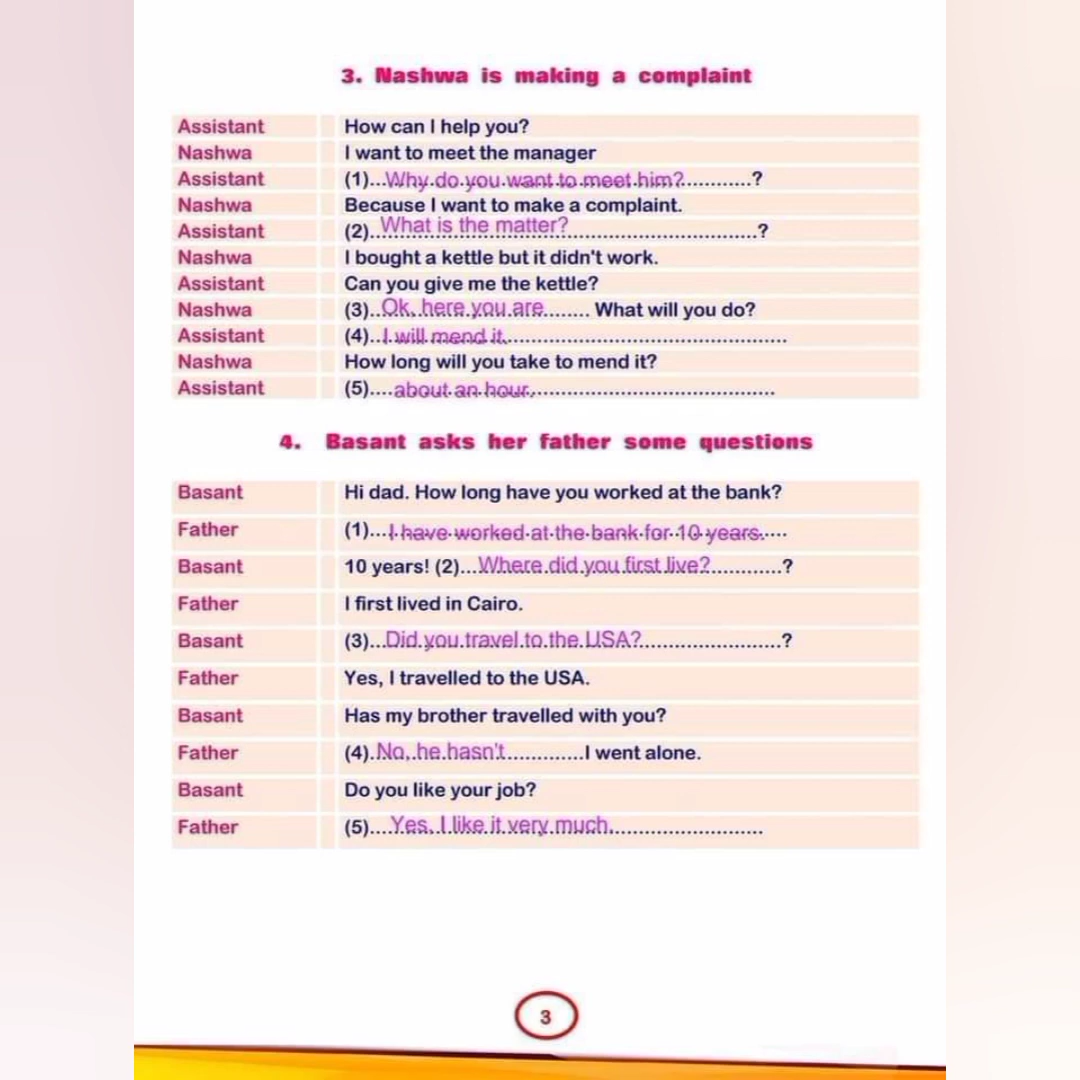 3. Nashwa is making a complaint
Assistant How can I help you?
Nashwa I want to meet the manager
Assistant (1)...Why do you want to meet him?............?
Nashwa Because I want to make a complaint.
Assistant (2)..What is the matter?..............................?
Nashwa I bought a kettle but it didn't work.
Assistant Can you give me the kettle?
Nashwa (3)..Ok, here you are........ What will you do?
Assistant (4)..I will mend it...............................................
Nashwa How long will you take to mend it?
Assistant (5)....about an hour..........................................
4. Basant asks her father some questions
Basant Hi dad. How long have you worked at the bank?
Father (1)...I have worked at the bank for 10 years.....
Basant 10 years! (2)...Where did you first live?............?
Father I first lived in Cairo.
Basant (3)...Did you travel to the USA?........................?
Father Yes, I travelled to the USA.
Basant Has my brother travelled with you?
Father (4).No, he hasn't.............I went alone.
Basant Do you like your job?
Father (5)....Yes, I like it very much..........................
3